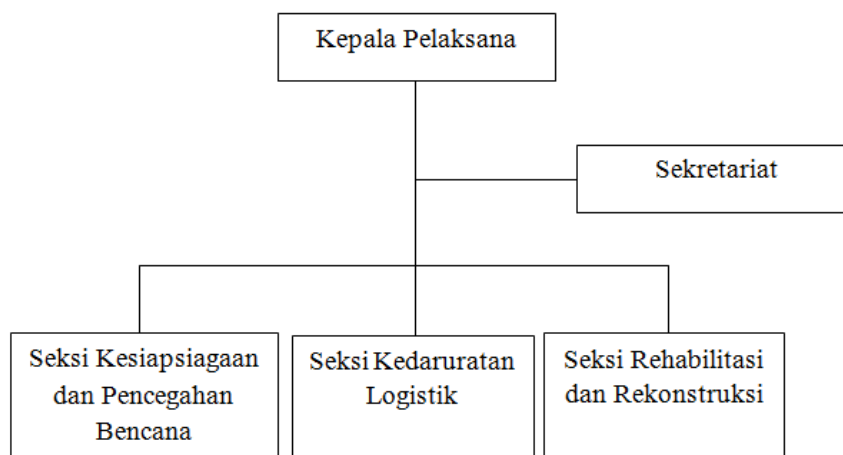 Kepala Pelaksana
Sekretariat
Seksi Kesiapsiagaan
dan Pencegahan
Bencana
Seksi Kedaruratan
Logistik
Seksi Rehabilitasi
dan Rekonstruksi